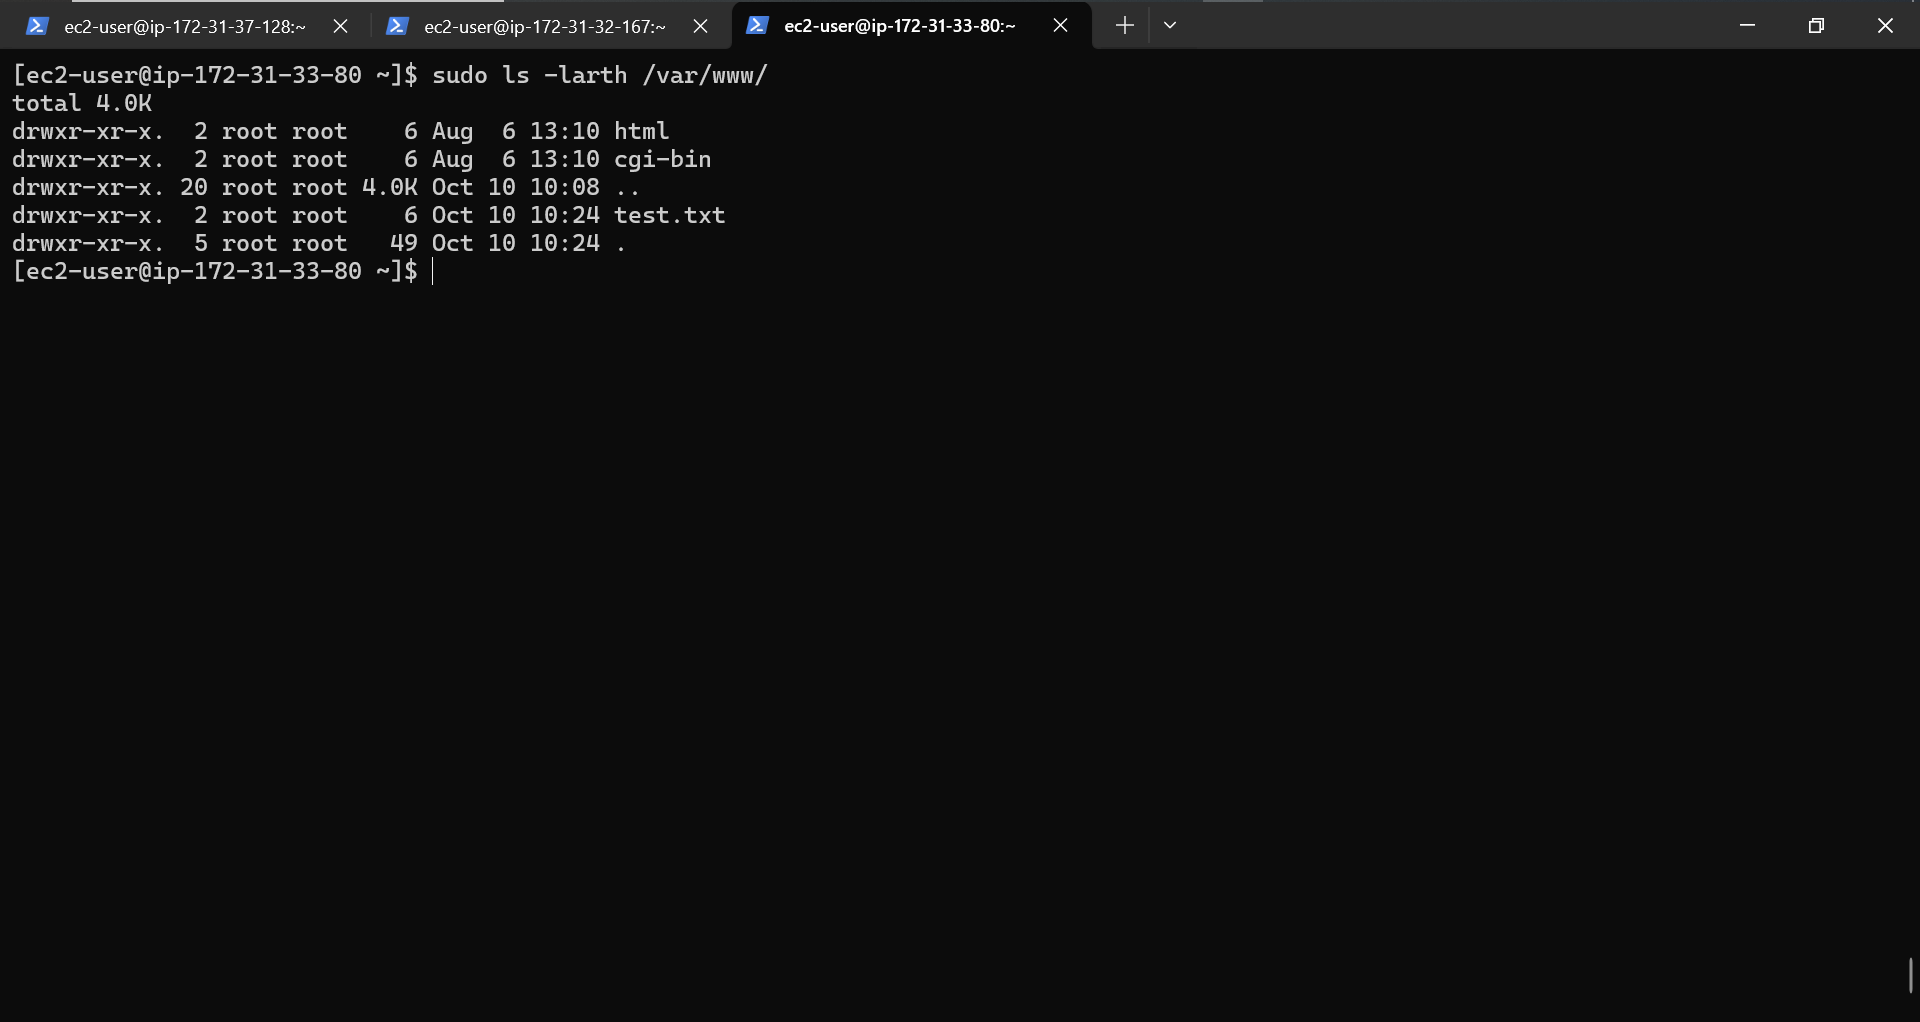 ec2-user@ip-172-31-37-128:~
ec2-user@ip-172-31-32-167:~
ec2-user@ip-172-31-33-80:~
[ec2-user@ip-172-31-33-80 ~]$ sudo ls -larth /var/www/
total 4.0K
drwxr-xr-x.  2 root root    6 Aug  6 13:10 html
drwxr-xr-x.  2 root root    6 Aug  6 13:10 cgi-bin
drwxr-xr-x. 20 root root 4.0K Oct 10 10:08 ..
drwxr-xr-x.  2 root root    6 Oct 10 10:24 test.txt
drwxr-xr-x.  5 root root   49 Oct 10 10:24 .
[ec2-user@ip-172-31-33-80 ~]$